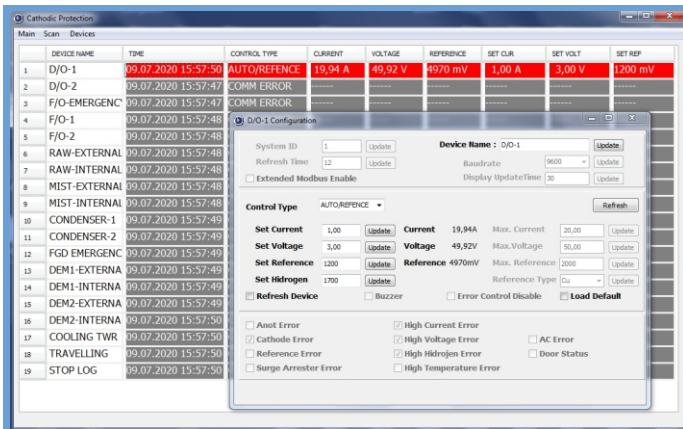 Cathodic Protection
Main Scan Devices
DEVICE NAME TIME CONTROL TYPE CURRENT VOLTAGE REFERENCE SET CUR SET VOLT SET REF
1 D/O-1 09.07.2020 15:57:50 AUTO/REFENCE 19,94 A 49,92 V 4970 mV 1,00 A 3,00 V 1200 mV
2 D/O-2 09.07.2020 15:57:47 COMM ERROR ------ ------ ------ ------ ------ ------
3 F/O-EMERGENC 09.07.2020 15:57:47 COMM ERROR ------ ------ ------ ------ ------ ------
4 F/O-1 09.07.2020 15:57:48
5 F/O-2 09.07.2020 15:57:48
6 RAW-EXTERNAL 09.07.2020 15:57:48
7 RAW-INTERNAL 09.07.2020 15:57:48
8 MIST-EXTERNAL 09.07.2020 15:57:48
9 MIST-INTERNAL 09.07.2020 15:57:48
10 CONDENSER-1 09.07.2020 15:57:49
11 CONDENSER-2 09.07.2020 15:57:49
12 FGD EMERGENC 09.07.2020 15:57:50
13 DEM1-EXTERNA 09.07.2020 15:57:50
14 DEM1-INTERNA 09.07.2020 15:57:50
15 DEM2-EXTERNA 09.07.2020 15:57:50
16 DEM2-INTERNA 09.07.2020 15:57:50
17 COOLING TWR 09.07.2020 15:57:50
18 TRAVELLING 09.07.2020 15:57:50
19 STOP LOG 09.07.2020 15:57:50
D/O-1 Configuration
System ID 1 Update Device Name : D/O-1 Update
Refresh Time 12 Update Baudrate 9600 Update
Extended Modbus Enable Display UpdateTime 30 Update
Control Type AUTO/REFENCE Refresh
Set Current 1,00 Update Current 19,94A Max. Current 20,00 Update
Set Voltage 3,00 Update Voltage 49,92V Max.Voltage 50,00 Update
Set Reference 1200 Update Reference 4970mV Max. Reference 2000 Update
Set Hidrogen 1700 Update Reference Type Cu Update
Refresh Device Buzzer Error Control Disable Load Default
Anot Error High Current Error
Cathode Error High Voltage Error AC Error
Reference Error High Hidrojen Error Door Status
Surge Arrester Error High Temperature Error